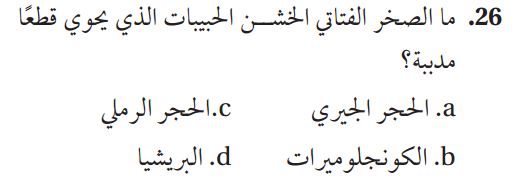 26. ما الصخر الفتاتي الخشن الحبيبات الذي يحوي قطعًا
مدببة؟
a. الحجر الجيري c.الحجر الرملي
b. الكونجلوميرات d. البريشيا